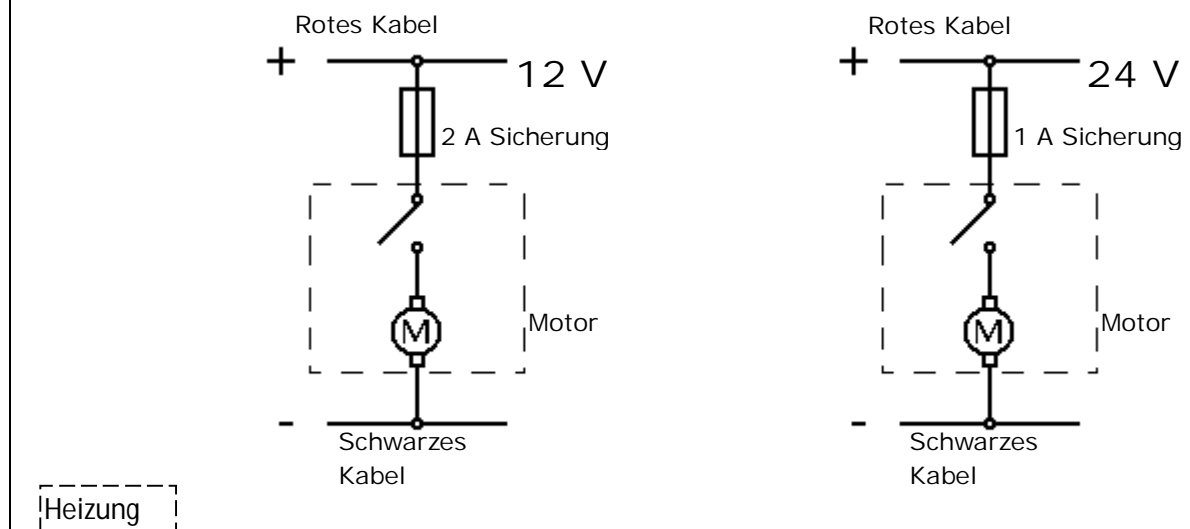 Rotes Kabel
+
12 V
2 A Sicherung
M
Motor
-
Schwarzes
Kabel
Rotes Kabel
+
24 V
1 A Sicherung
M
Motor
-
Schwarzes
Kabel
Heizung